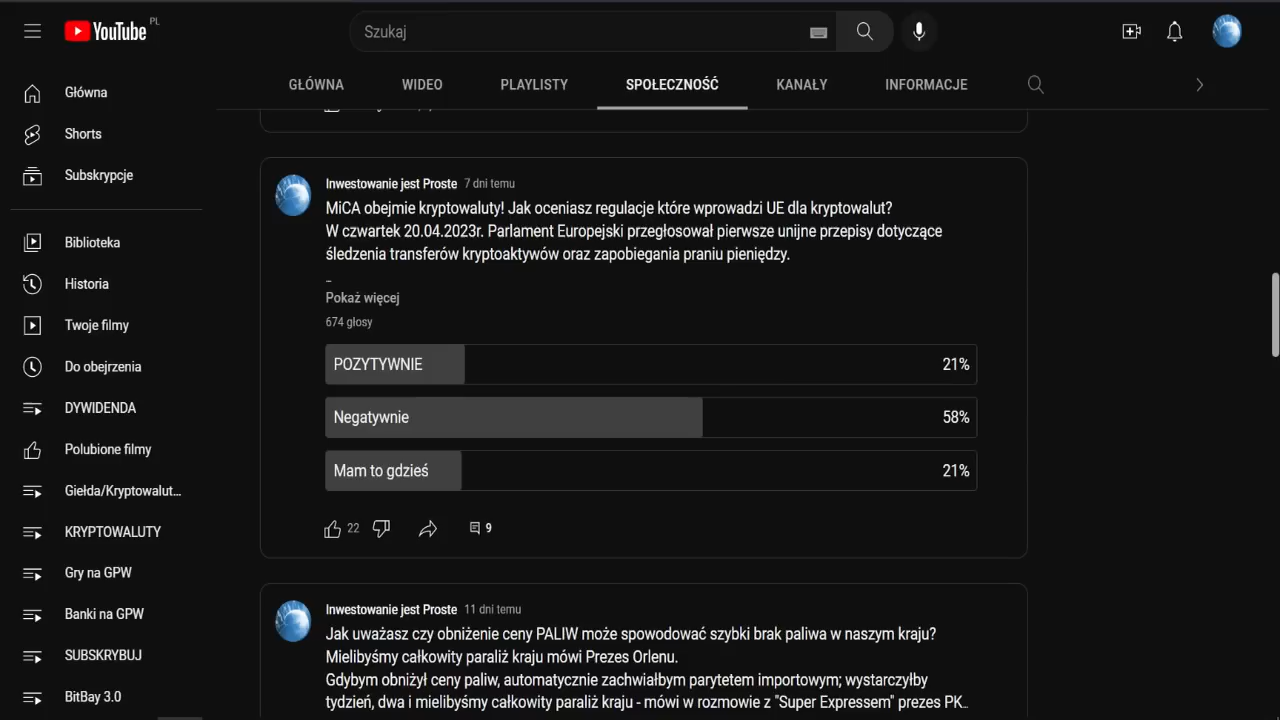 YouTube PL
Szukaj
GŁÓWNA WIDEO PLAYLISTY SPOŁECZNOŚĆ KANAŁY INFORMACJE
Główna
Shorts
Subskrypcje
Biblioteka
Historia
Twoje filmy
Do obejrzenia
DYWIDENDA
Polubione filmy
Giełda/Kryptowalut...
KRYPTOWALUTY
Gry na GPW
Banki na GPW
SUBSKRYBUJ
BitBay 3.0
Inwestowanie jest Proste 7 dni temu
MiCA obejmie kryptowaluty! Jak oceniasz regulacje które wprowadzi UE dla kryptowalut?
W czwartek 20.04.2023r. Parlament Europejski przegłosował pierwsze unijne przepisy dotyczące
śledzenia transferów kryptoaktywów oraz zapobiegania praniu pieniędzy.
_
Pokaż więcej
674 głosy
POZYTYWNIE 21%
Negatywnie 58%
Mam to gdzieś 21%
22 9
Inwestowanie jest Proste 11 dni temu
Jak uważasz czy obniżenie ceny PALIW może spowodować szybki brak paliwa w naszym kraju?
Mielibyśmy całkowity paraliż kraju mówi Prezes Orlenu.
Gdybym obniżył ceny paliw, automatycznie zachwiałbym parytetem importowym; wystarczyłby
tydzień, dwa i mielibyśmy całkowity paraliż kraju - mówi w rozmowie z "Super Expressem" prezes PK...